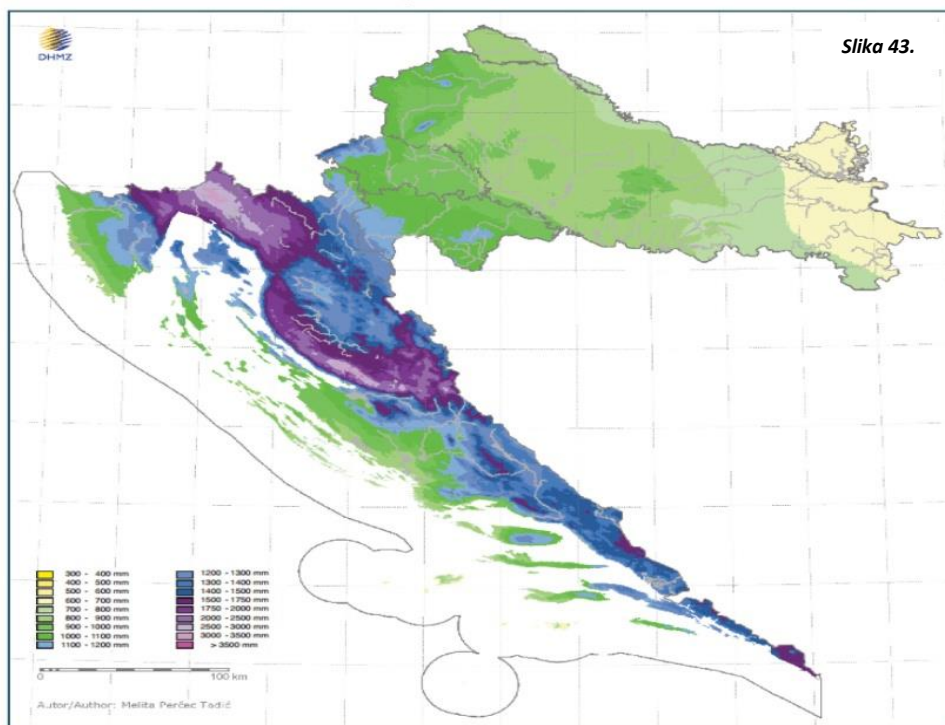 DHMZ
Slika 43.
300 - 400 mm
400 - 500 mm
500 - 600 mm
600 - 700 mm
700 - 800 mm
800 - 900 mm
900 - 1000 mm
1000 - 1100 mm
1100 - 1200 mm
1200 - 1300 mm
1300 - 1400 mm
1400 - 1500 mm
1500 - 1750 mm
1750 - 2000 mm
2000 - 2500 mm
2500 - 3000 mm
3000 - 3500 mm
> 3500 mm
0 100 km
Autor/Author: Melita Perčec Tadić